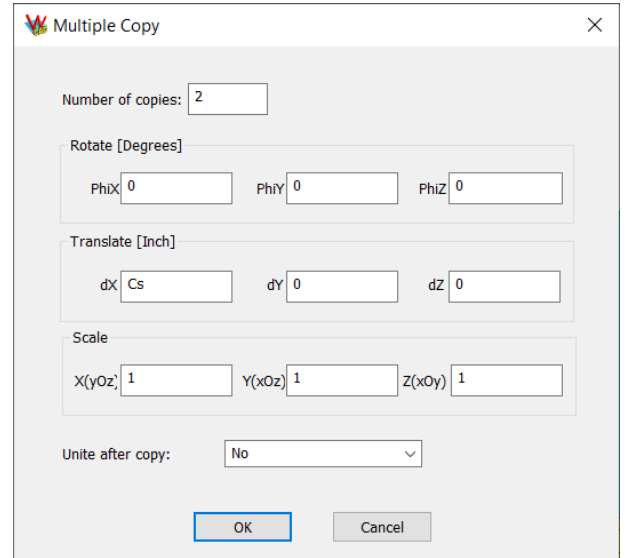 Multiple Copy
Number of copies: 2
Rotate [Degrees]
PhiX 0 PhiY 0 PhiZ 0
Translate [Inch]
dX Cs dY 0 dZ 0
Scale
X(yOz) 1 Y(xOz) 1 Z(xOy) 1
Unite after copy: No
OK Cancel